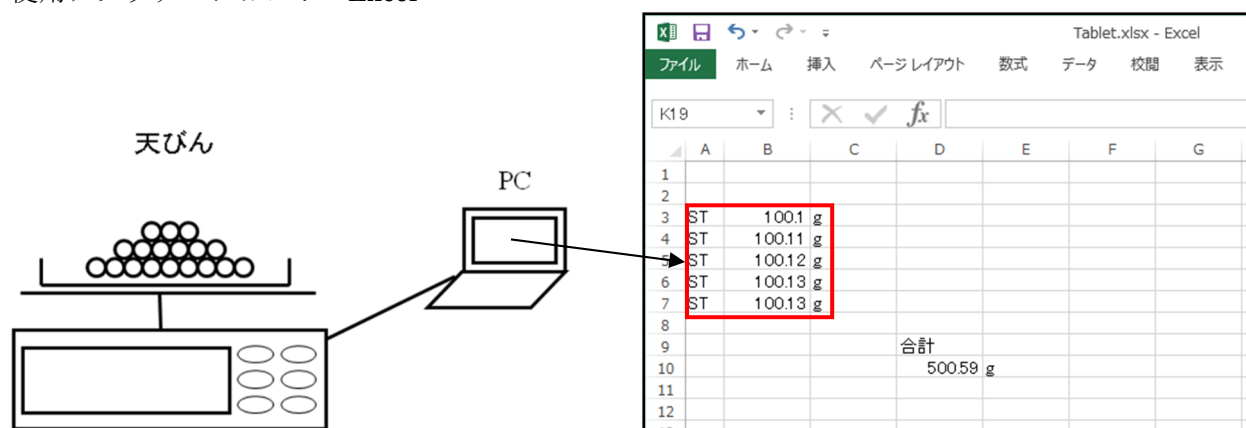 天びん
PC
Tablet.xlsx - Excel
ファイル ホーム 挿入 ページ レイアウト 数式 データ 校閲 表示
K19 fx
A B C D E F G
1
2
3 ST 100.1 g
4 ST 100.11 g
5 ST 100.12 g
6 ST 100.13 g
7 ST 100.13 g
8
9 合計
10 500.59 g
11
12